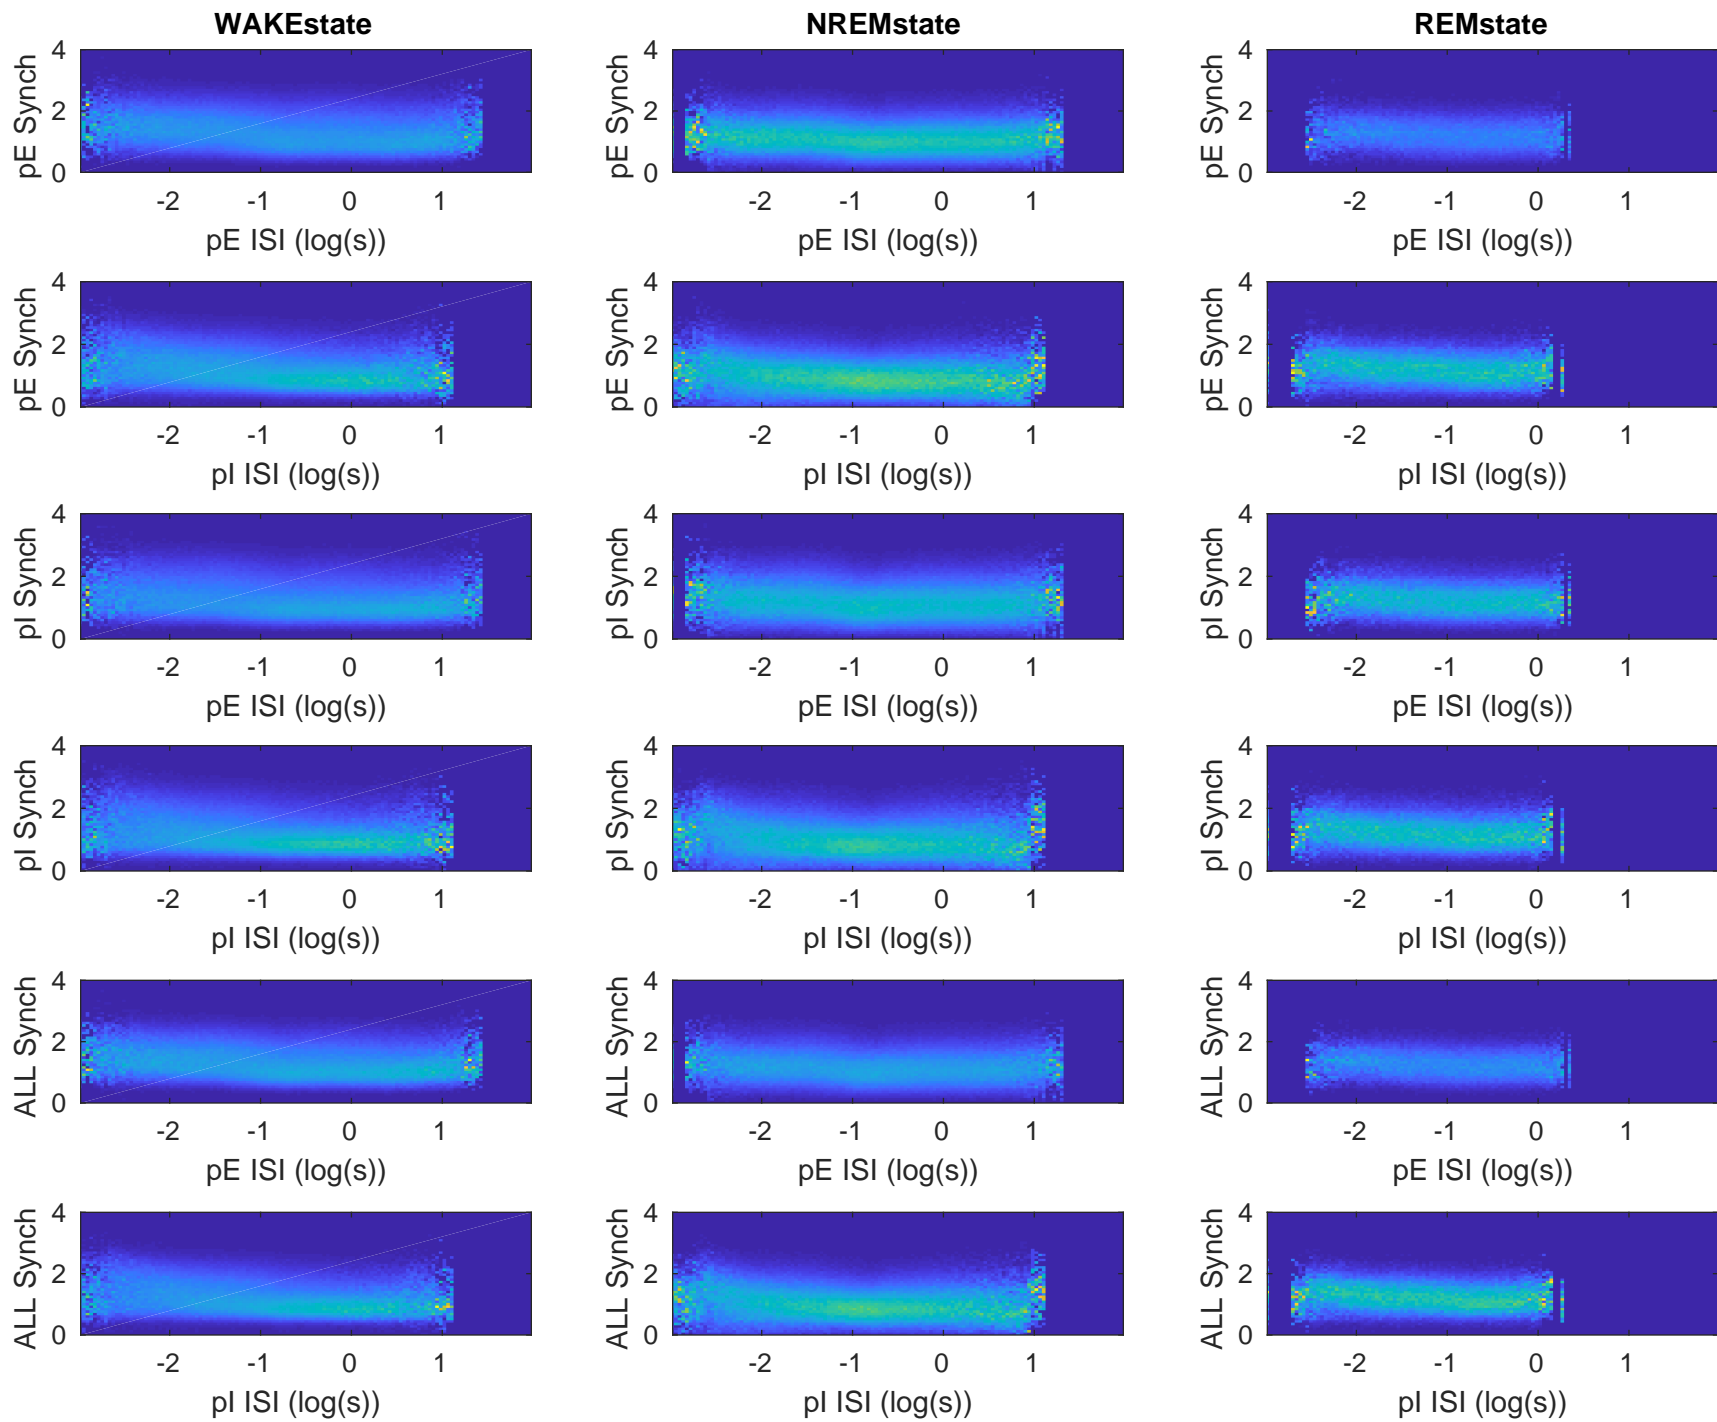 WAKEstate NREMstate REMstate
4 4 4
pE Synch pE Synch pE Synch
2 2 2
0 0 0
-2 -1 0 1 -2 -1 0 1 -2 -1 0 1
pE ISI (log(s)) pE ISI (log(s)) pE ISI (log(s))
4 4 4
pE Synch pE Synch pE Synch
2 2 2
0 0 0
-2 -1 0 1 -2 -1 0 1 -2 -1 0 1
pI ISI (log(s)) pI ISI (log(s)) pI ISI (log(s))
4 4 4
pI Synch pI Synch pI Synch
2 2 2
0 0 0
-2 -1 0 1 -2 -1 0 1 -2 -1 0 1
pE ISI (log(s)) pE ISI (log(s)) pE ISI (log(s))
4 4 4
pI Synch pI Synch pI Synch
2 2 2
0 0 0
-2 -1 0 1 -2 -1 0 1 -2 -1 0 1
pI ISI (log(s)) pI ISI (log(s)) pI ISI (log(s))
4 4 4
ALL Synch ALL Synch ALL Synch
2 2 2
0 0 0
-2 -1 0 1 -2 -1 0 1 -2 -1 0 1
pE ISI (log(s)) pE ISI (log(s)) pE ISI (log(s))
4 4 4
ALL Synch ALL Synch ALL Synch
2 2 2
0 0 0
-2 -1 0 1 -2 -1 0 1 -2 -1 0 1
pI ISI (log(s)) pI ISI (log(s)) pI ISI (log(s))